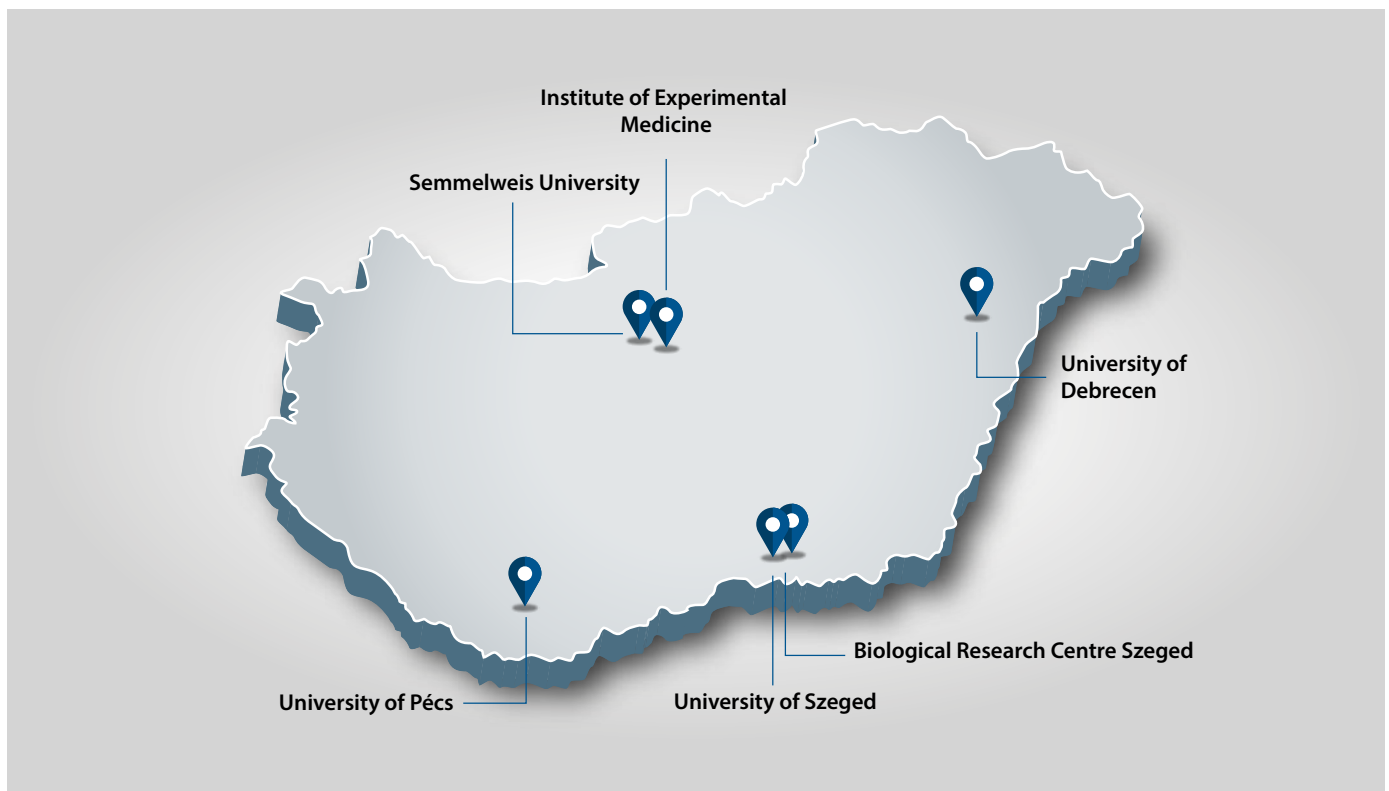 Institute of Experimental
Medicine
Semmelweis University
University of
Debrecen
Biological Research Centre Szeged
University of Szeged
University of Pécs